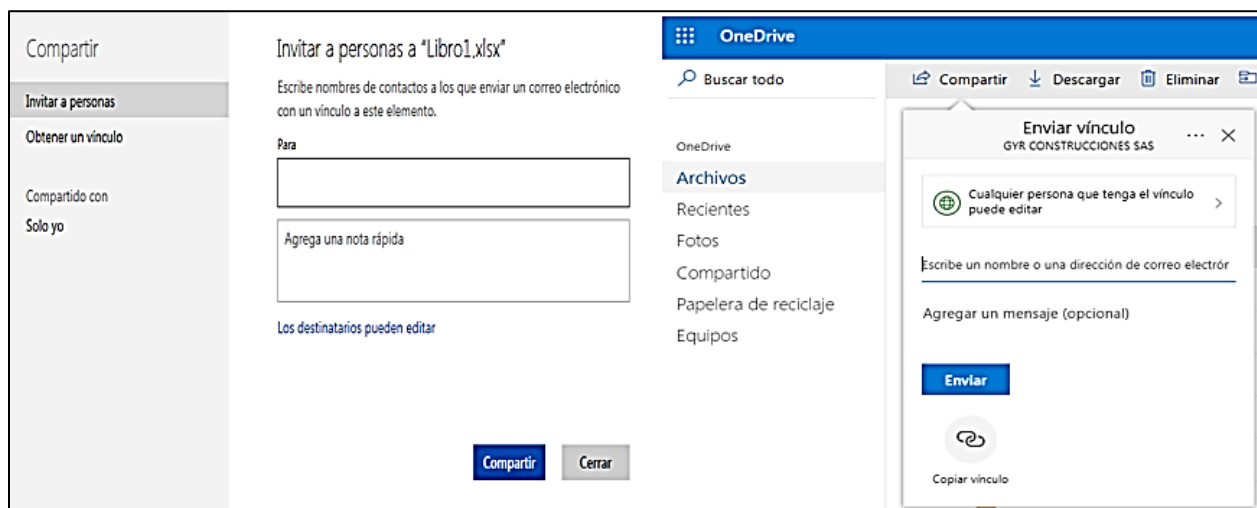 Compartir
Invitar a personas
Obtener un vínculo
Compartido con
Solo yo
Invitar a personas a "Libro1.xlsx"
Escribe nombres de contactos a los que enviar un correo electrónico
con un vínculo a este elemento.
Para
Agrega una nota rápida
Los destinatarios pueden editar
Compartir
Cerrar
OneDrive
Buscar todo
OneDrive
Archivos
Recientes
Fotos
Compartido
Papelera de reciclaje
Equipos
Compartir
Descargar
Eliminar
Enviar vínculo
GYR CONSTRUCCIONES SAS
Cualquier persona que tenga el vínculo
puede editar
Escribe un nombre o una dirección de correo electrór
Agregar un mensaje (opcional)
Enviar
Copiar vínculo